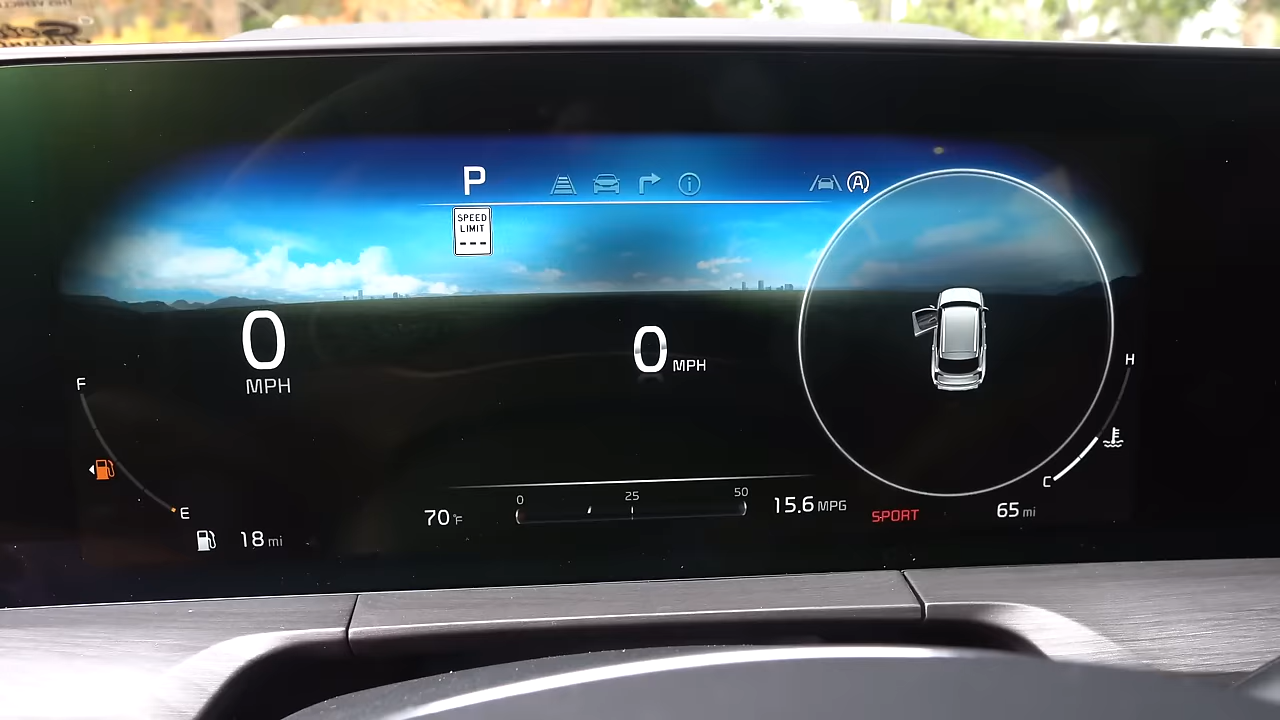 P
SPEED
LIMIT
---
A
0
MPH
0 MPH
F
E
18 mi
70°F
0 25 50
15.6 MPG
SPORT
65 mi
H
C